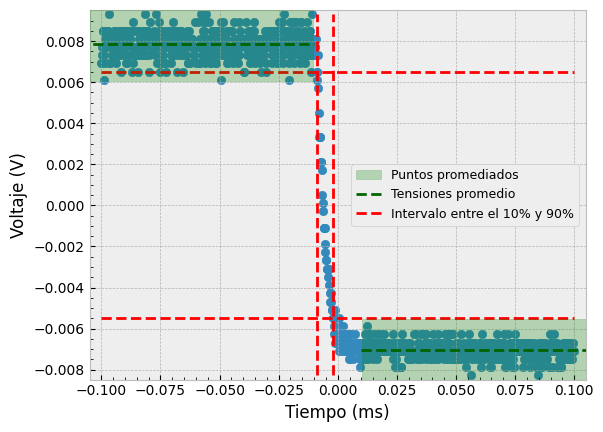 0.008
0.006
0.004
0.002
0.000
−0.002
−0.004
−0.006
−0.008
Voltaje (V)
Puntos promediados
Tensiones promedio
Intervalo entre el 10% y 90%
−0.100 −0.075 −0.050 −0.025 0.000 0.025 0.050 0.075 0.100
Tiempo (ms)